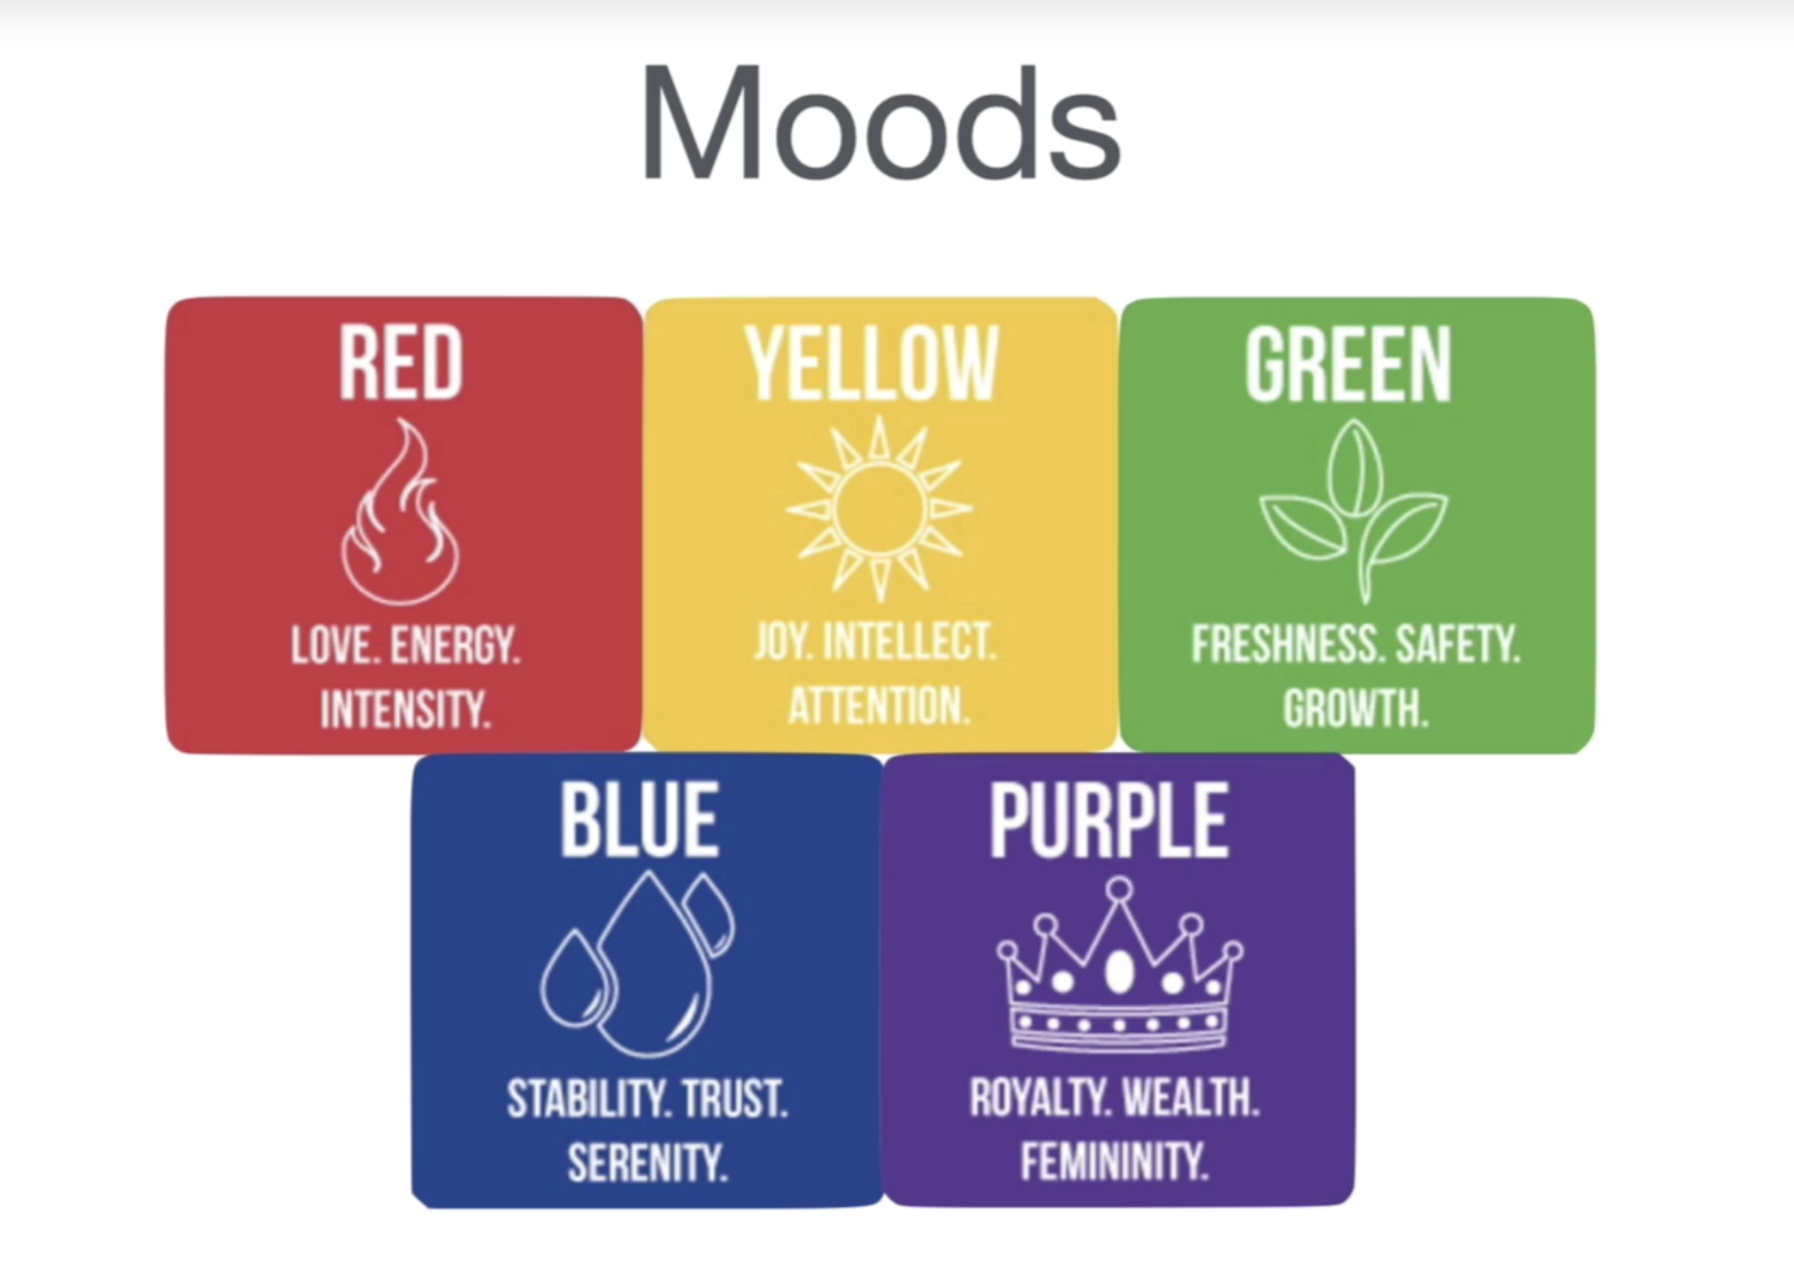 Moods
RED
LOVE. ENERGY.
INTENSITY.
YELLOW
JOY. INTELLECT.
ATTENTION.
GREEN
FRESHNESS. SAFETY.
GROWTH.
BLUE
STABILITY. TRUST.
SERENITY.
PURPLE
ROYALTY. WEALTH.
FEMININITY.